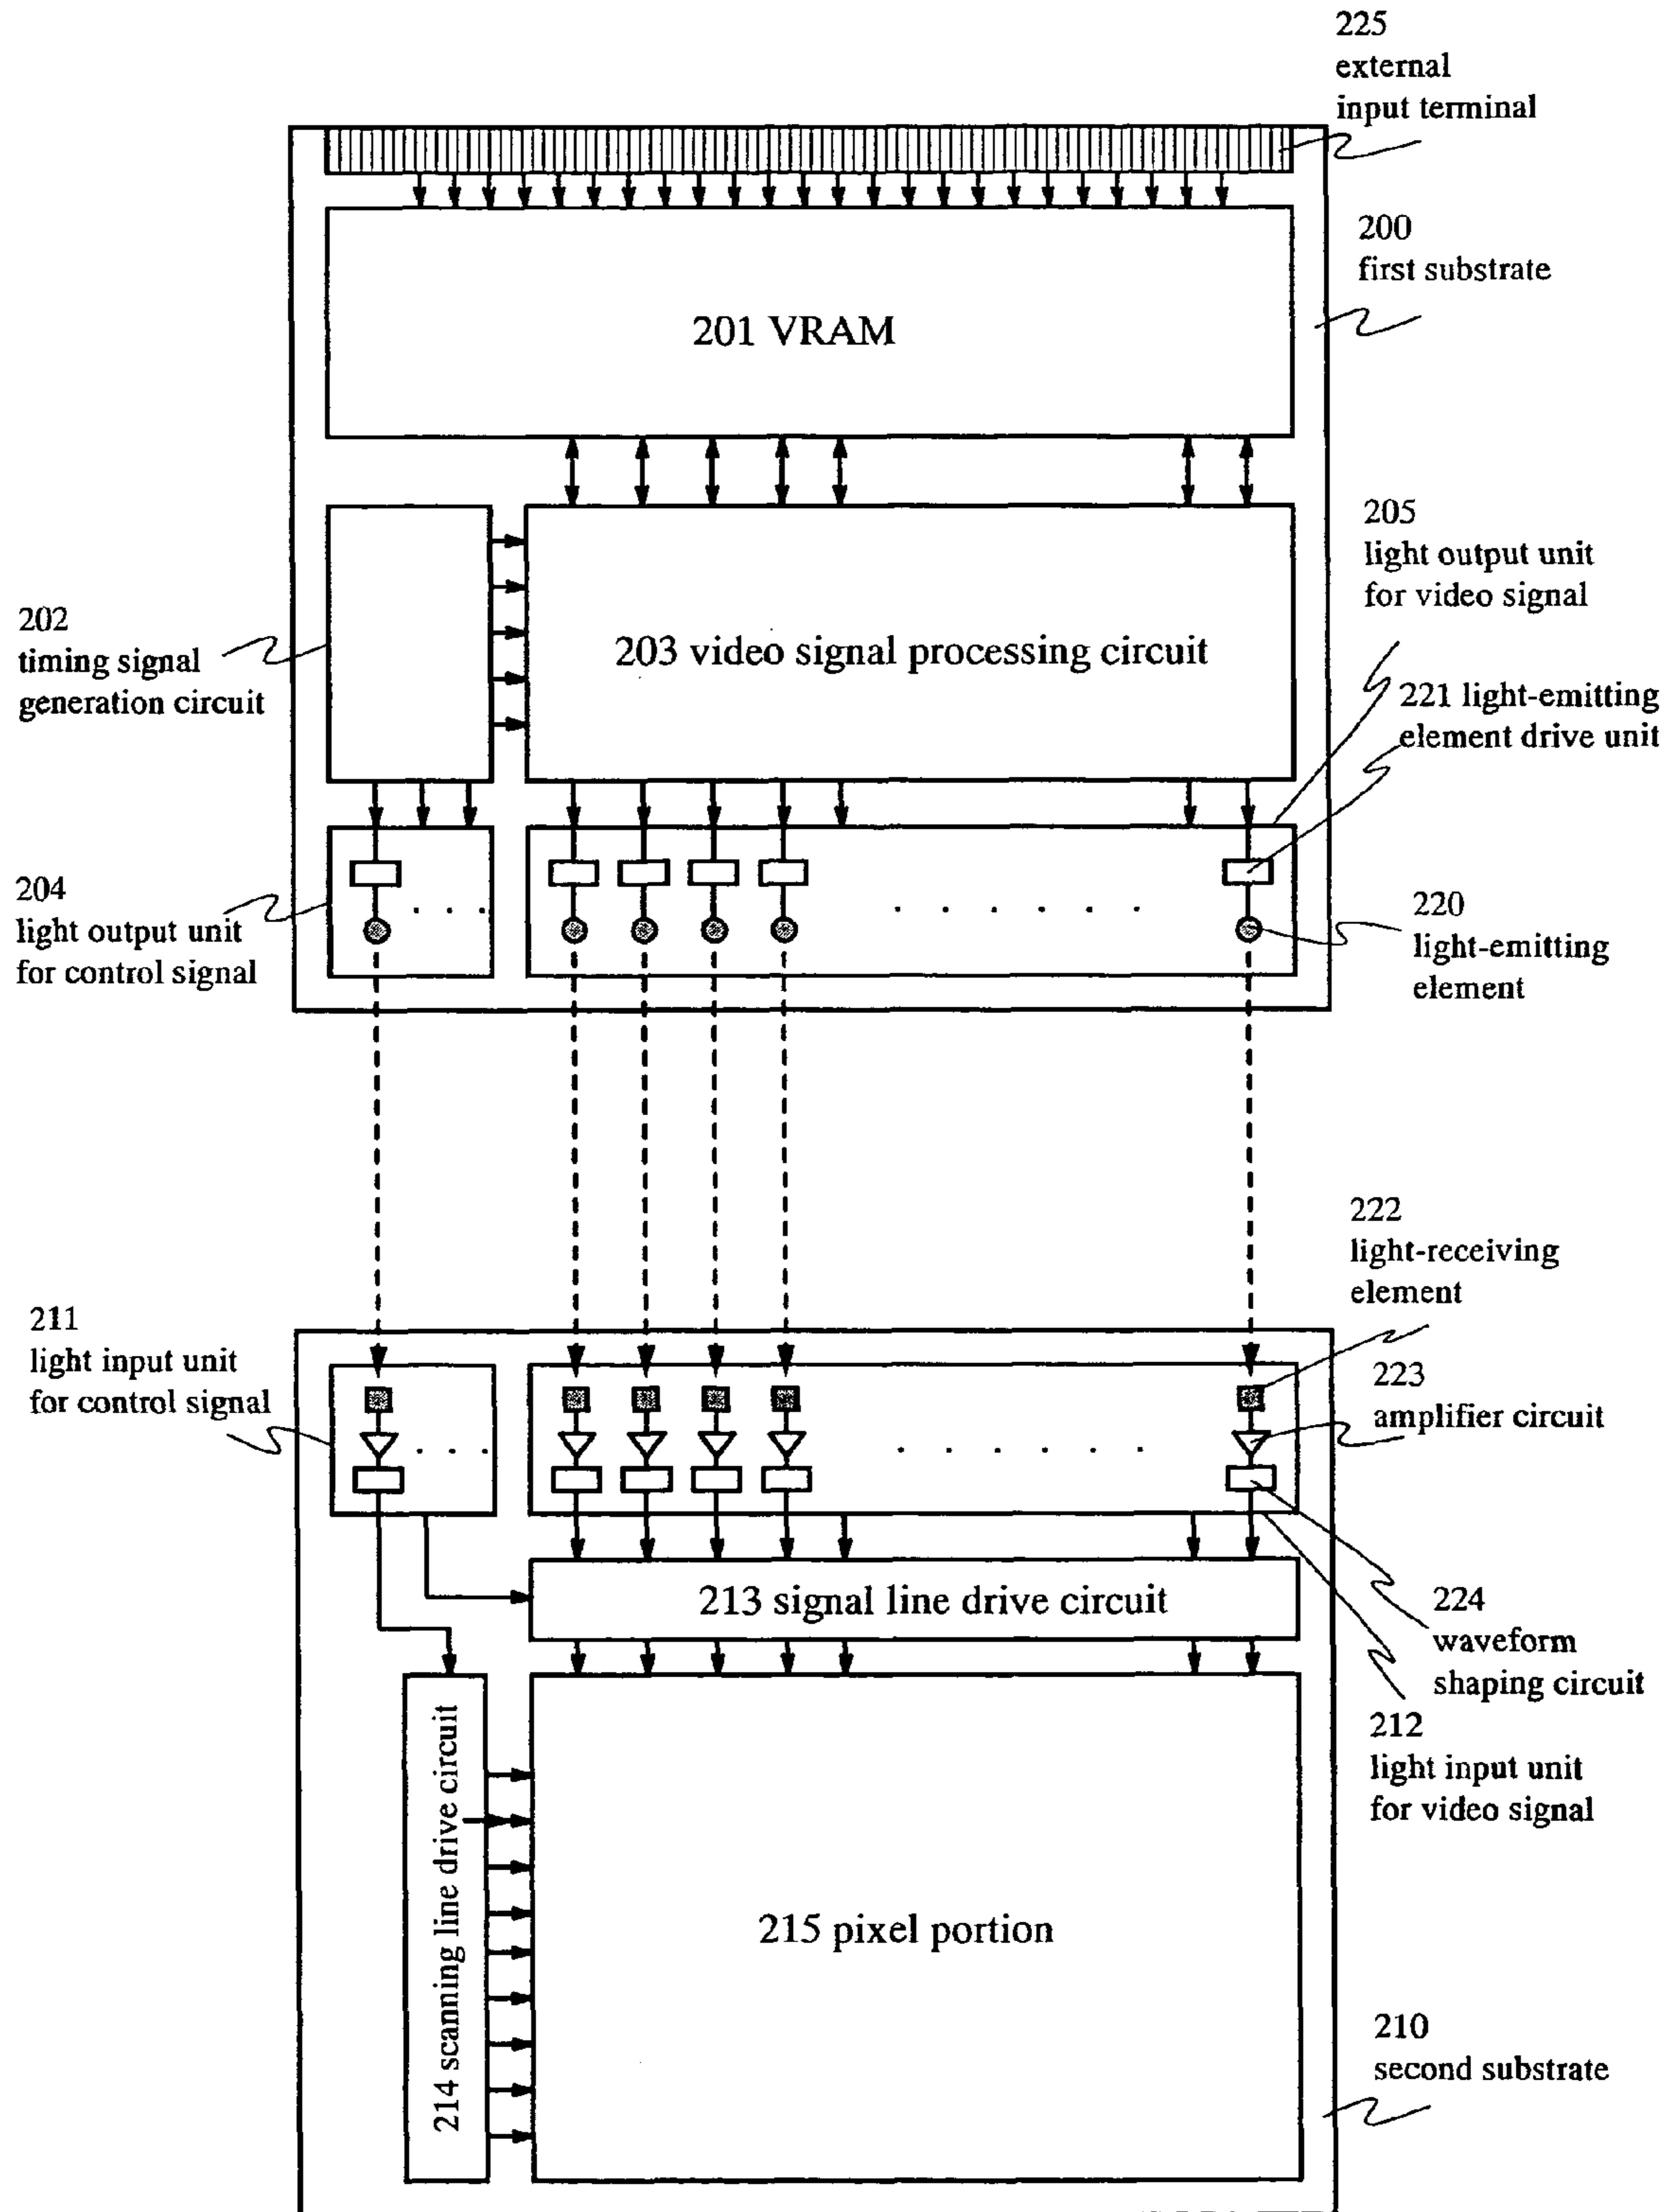 225
external
input terminal
200
first substrate
201 VRAM
205
light output unit
for video signal
202
timing signal
generation circuit
203 video signal processing circuit
221 light-emitting
element drive unit
204
light output unit
for control signal
220
light-emitting
element
222
light-receiving
element
211
light input unit
for control signal
223
amplifier circuit
213 signal line drive circuit
224
waveform
shaping circuit
212
light input unit
for video signal
214 scanning line drive circuit
215 pixel portion
210
second substrate